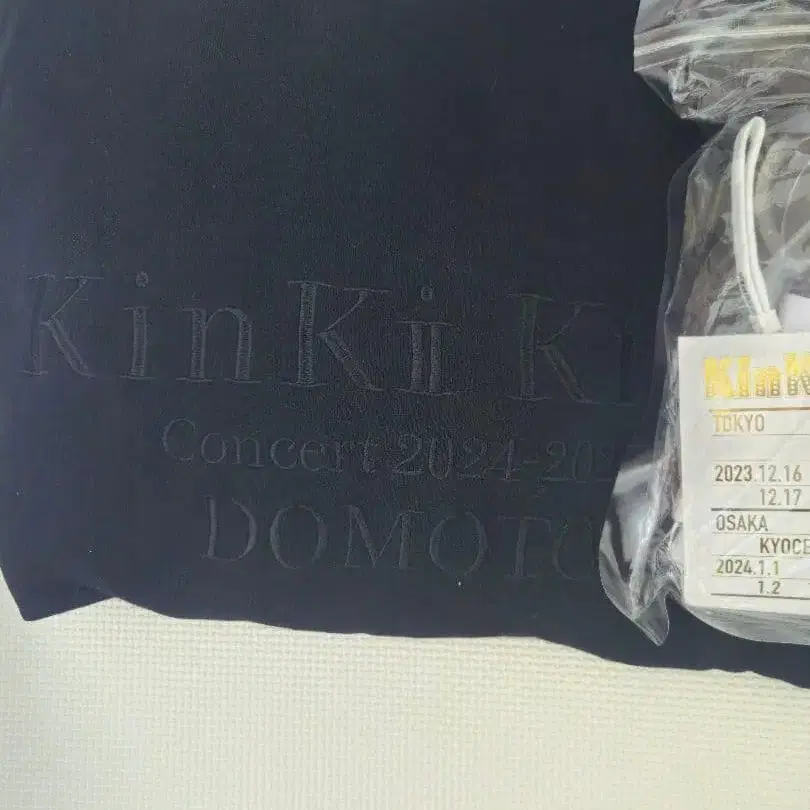 KinKi Ki
Concert 2024-202
DOMOTO
KInK
TOKYO
2023.12.16
12.17
OSAKA
KYOCE
2024.1.1
1.2